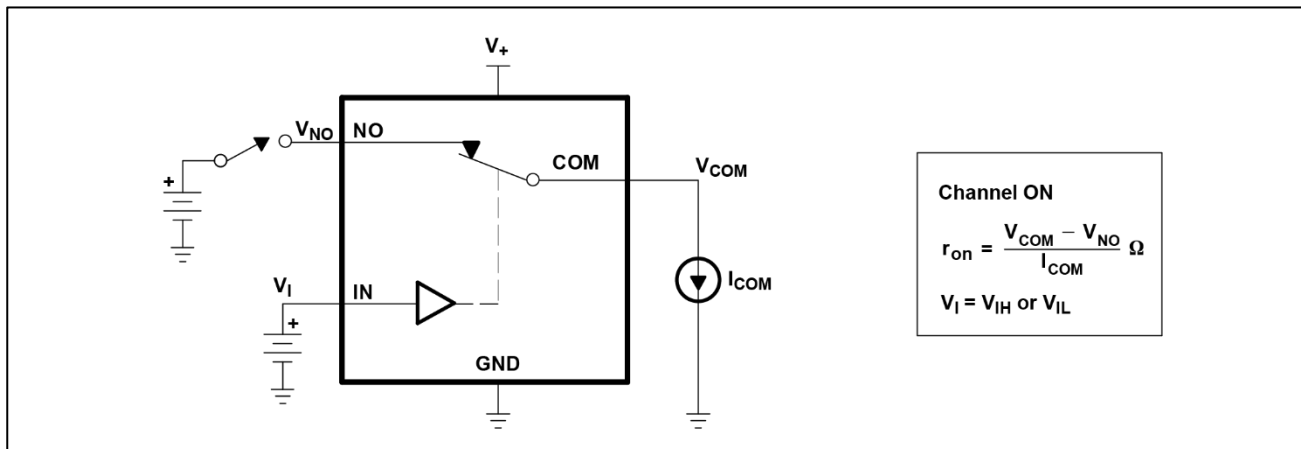 V+
VNO
NO
COM
VCOM
+
VI
IN
+
ICOM
GND
Channel ON
ron = VCOM − VNO / ICOM Ω
VI = VIH or VIL